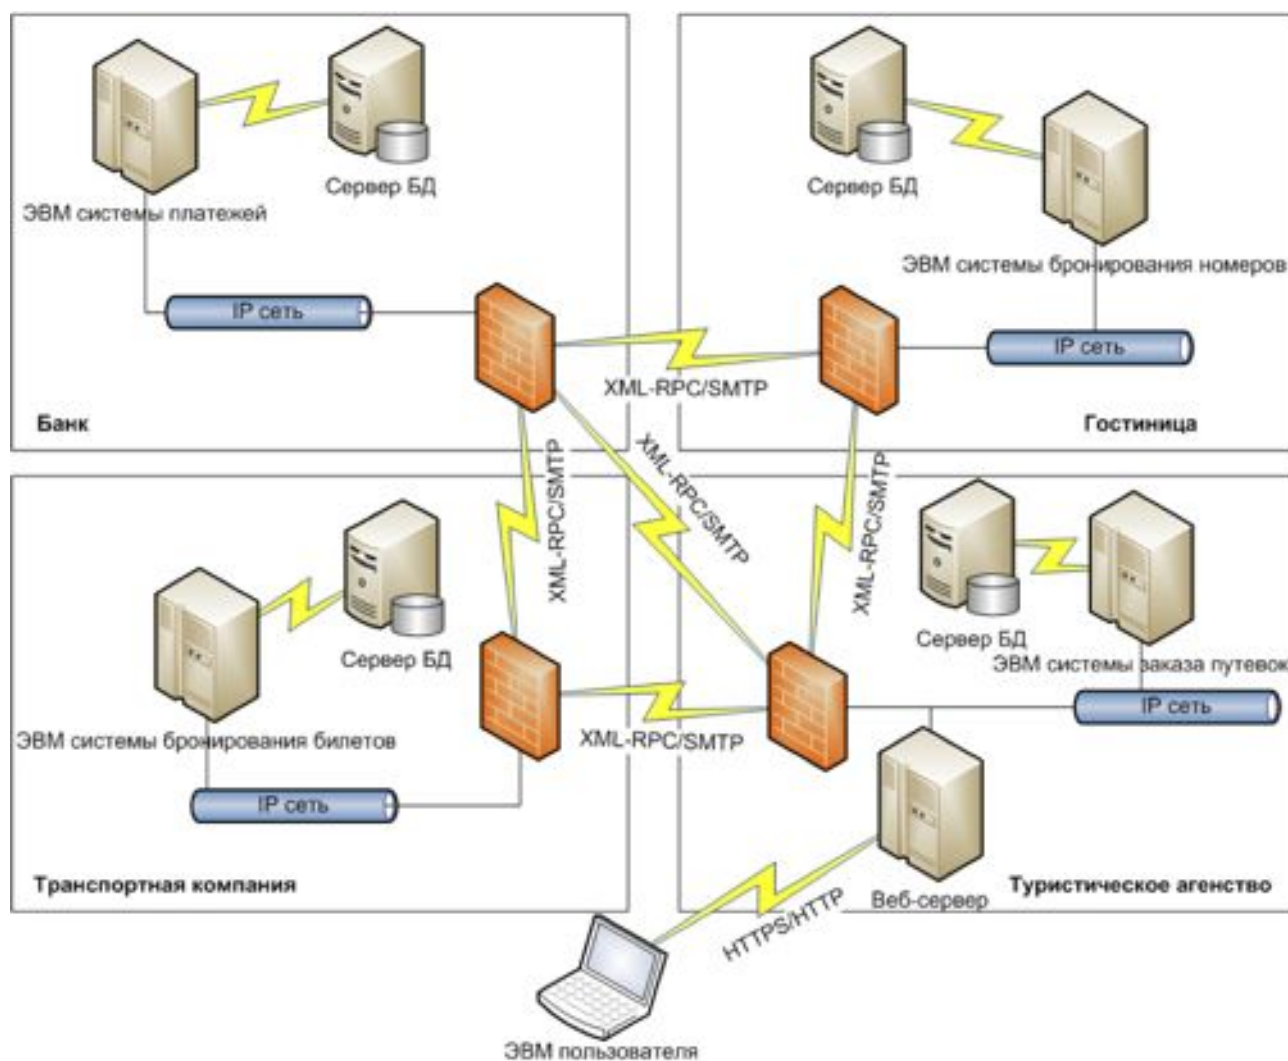 Сервер БД
ЭВМ системы платежей
IP сеть
Банк
XML-RPC/SMTP
Сервер БД
ЭВМ системы бронирования номеров
IP сеть
Гостиница
XML-RPC/SMTP
XML-RPC/SMTP
XML-RPC/SMTP
Сервер БД
ЭВМ системы бронирования билетов
IP сеть
Транспортная компания
XML-RPC/SMTP
Сервер БД
ЭВМ системы заказа путевок
IP сеть
Веб-сервер
Туристическое агенство
HTTPS/HTTP
ЭВМ пользователя